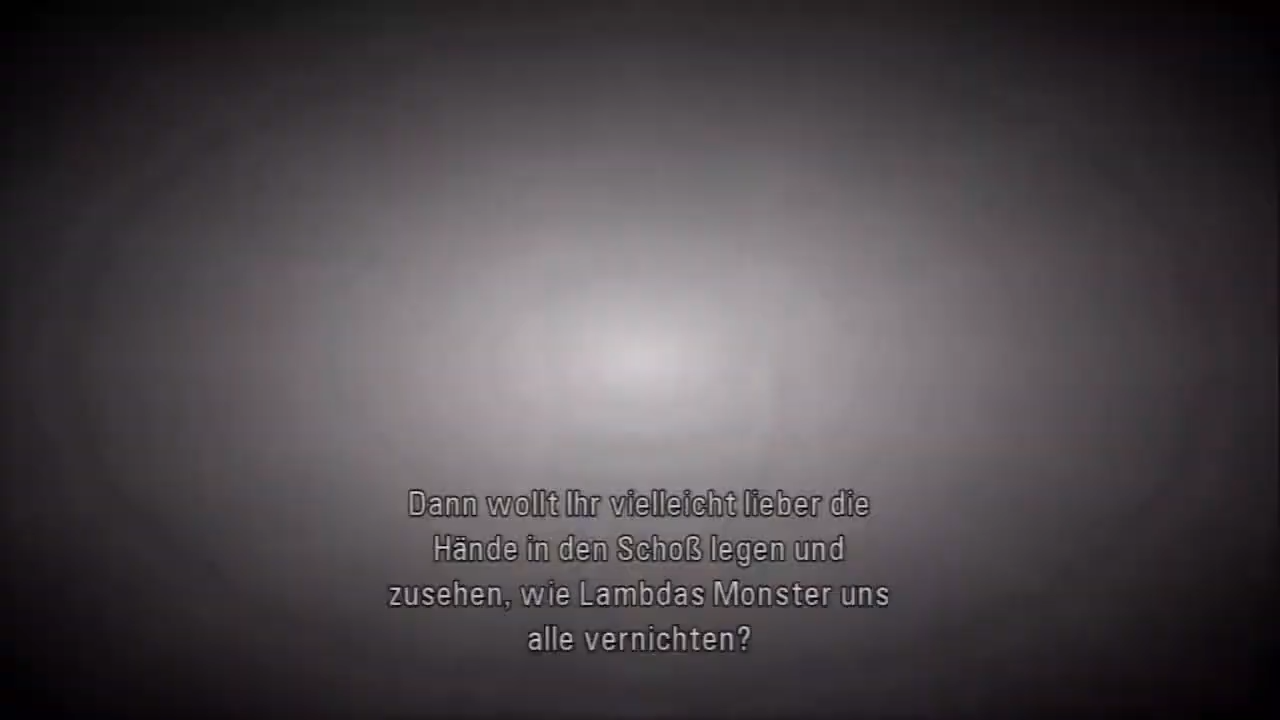 Dann wollt Ihr vielleicht lieber die
Hände in den Schoß legen und
zusehen, wie Lambdas Monster uns
alle vernichten?